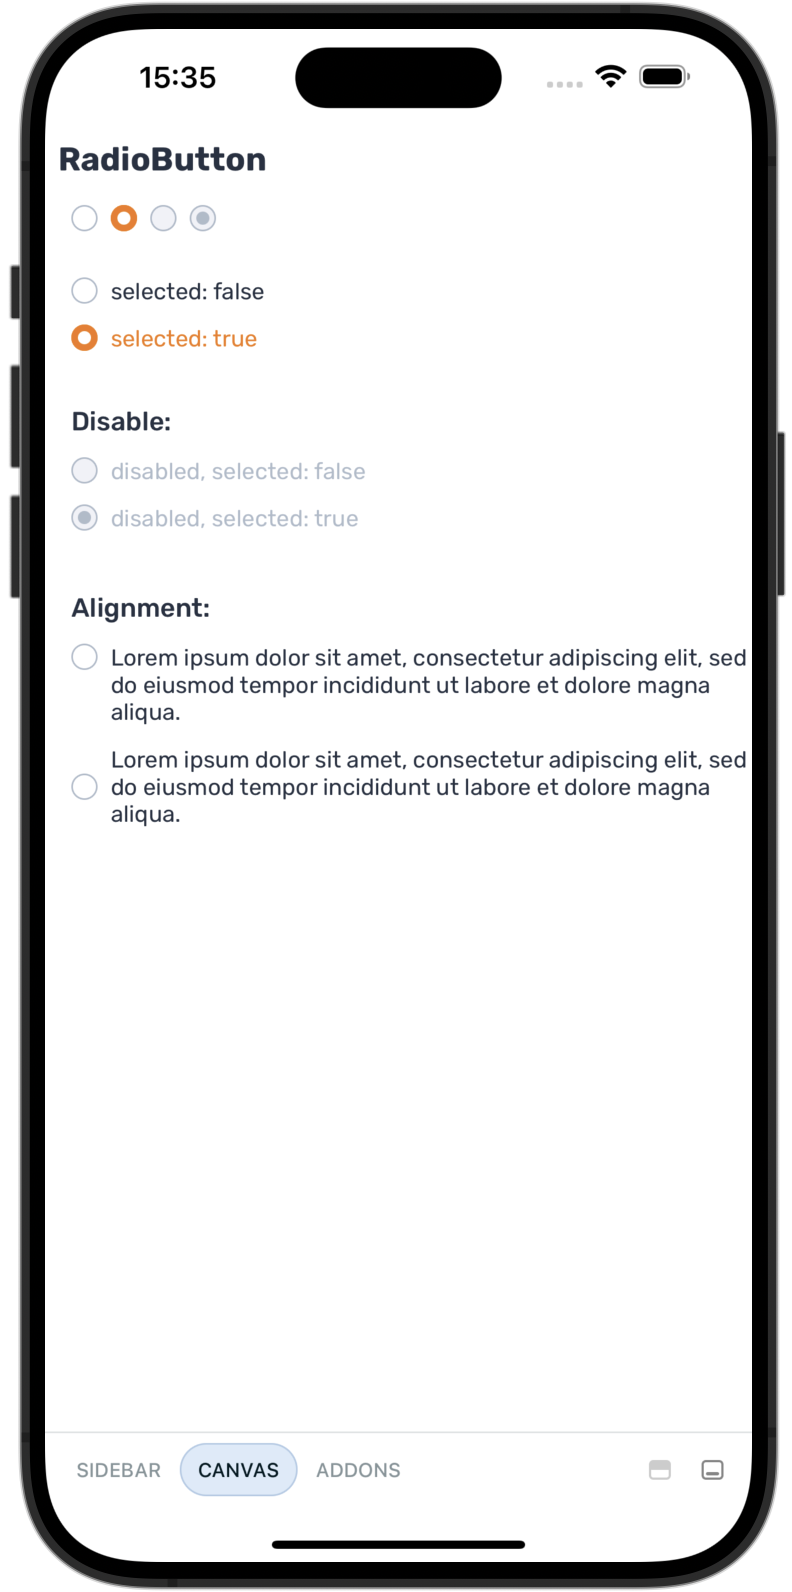 15:35
RadioButton
selected: false
selected: true
Disable:
disabled, selected: false
disabled, selected: true
Alignment:
Lorem ipsum dolor sit amet, consectetur adipiscing elit, sed
do eiusmod tempor incididunt ut labore et dolore magna
aliqua.
Lorem ipsum dolor sit amet, consectetur adipiscing elit, sed
do eiusmod tempor incididunt ut labore et dolore magna
aliqua.
SIDEBAR CANVAS ADDONS